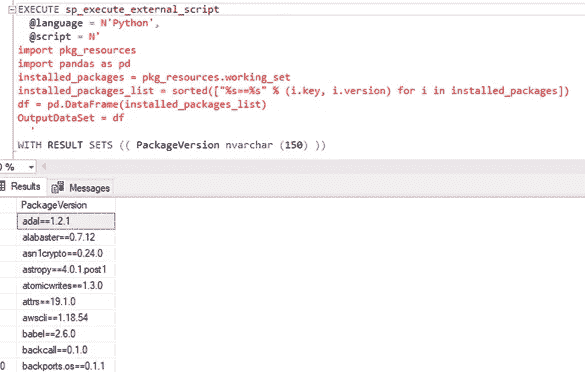 EXECUTE sp_execute_external_script
@language = N'Python',
@script = N'
import pkg_resources
import pandas as pd
installed_packages = pkg_resources.working_set
installed_packages_list = sorted(["%s==%s" % (i.key, i.version) for i in installed_packages])
df = pd.DataFrame(installed_packages_list)
OutputDataSet = df
'
WITH RESULT SETS (( PackageVersion nvarchar (150) ))
0 %
Results Messages
PackageVersion
adal==1.2.1
alabaster==0.7.12
asn1crypto==0.24.0
astropy==4.0.1.post1
atomicwrites==1.3.0
attrs==19.1.0
awscli==1.18.54
babel==2.6.0
backcall==0.1.0
0 backports.os==0.1.1